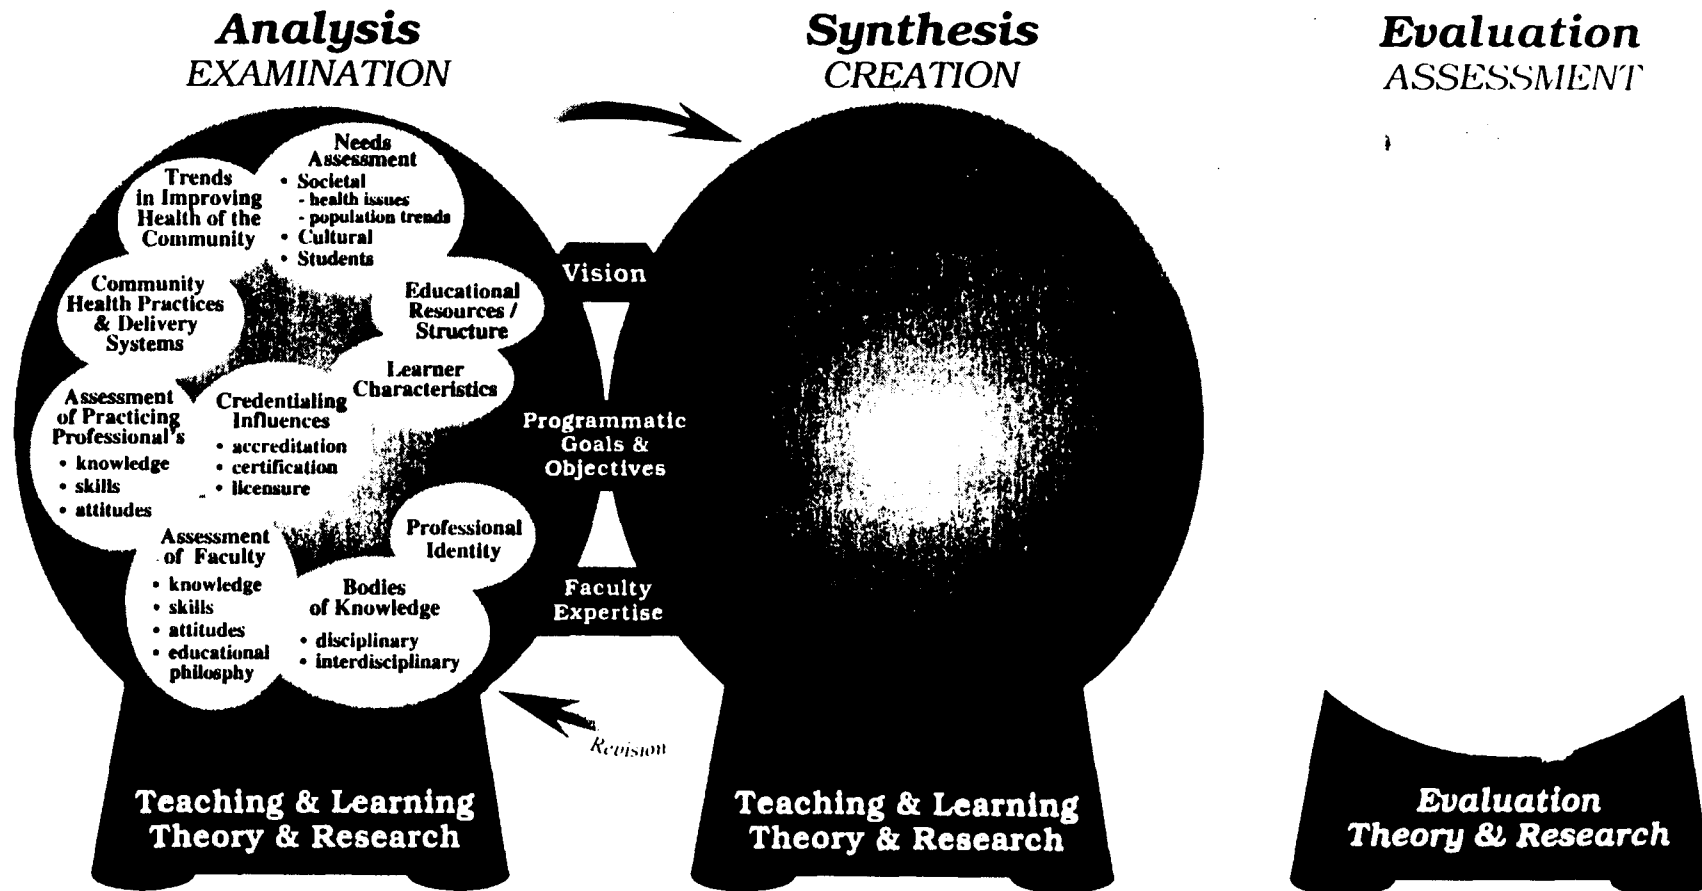 Analysis
EXAMINATION
Synthesis
CREATION
Evaluation
ASSESSMENT
Needs
Assessment
• Societal
- health issues
- population trends
• Cultural
• Students
Trends
in Improving
Health of the
Community
Community
Health Practices
& Delivery
Systems
Educational
Resources /
Structure
Learner
Characteristics
Assessment
of Practicing
Professional's
• knowledge
• skills
• attitudes
Credentialing
Influences
• accreditation
• certification
• licensure
Professional
Identity
Assessment
of Faculty
• knowledge
• skills
• attitudes
• educational
philosphy
Bodies
of Knowledge
• disciplinary
• interdisciplinary
Vision
Programmatic
Goals &
Objectives
Faculty
Expertise
Revision
Teaching & Learning
Theory & Research
Teaching & Learning
Theory & Research
Evaluation
Theory & Research